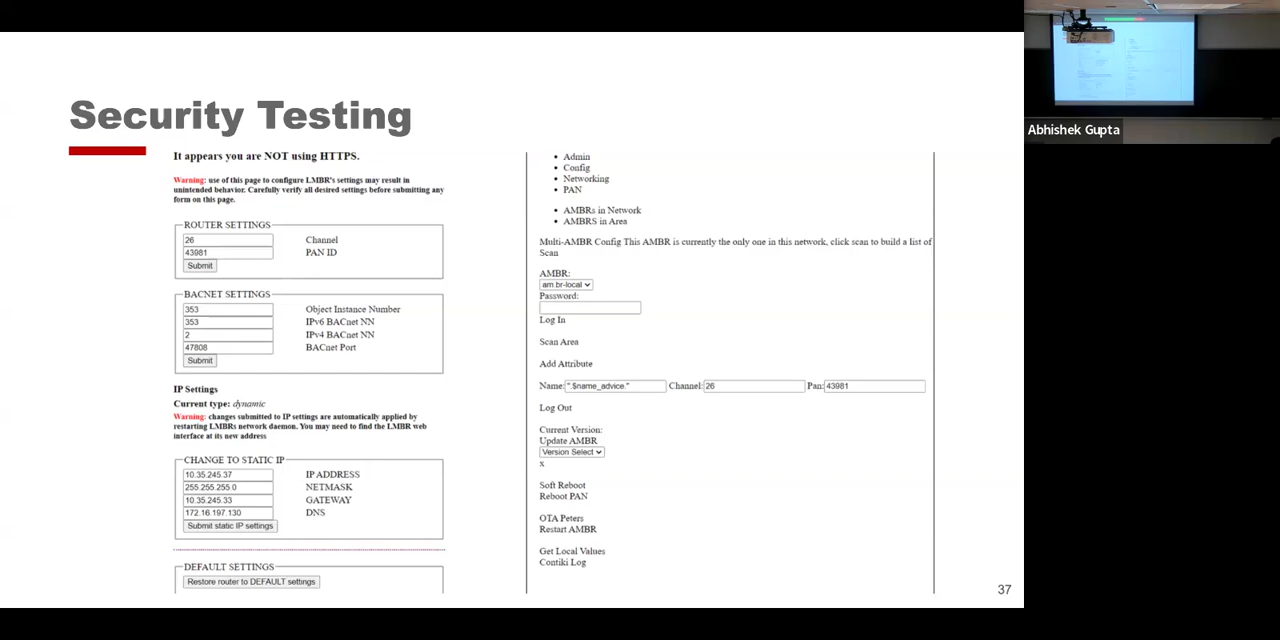 Security Testing
It appears you are NOT using HTTPS.
Warning: use of this page to configure LMBR's settings may result in
unintended behavior. Carefully verify all desired settings before submitting any
form on this page.
ROUTER SETTINGS
26 Channel
43981 PAN ID
Submit
BACNET SETTINGS
353 Object Instance Number
353 IPv6 BACnet NN
2 IPv4 BACnet NN
47808 BACnet Port
Submit
IP Settings
Current type: dynamic
Warning: changes submitted to IP settings are automatically applied by
restarting LMBRs network daemon. You may need to find the LMBR web
interface at its new address
CHANGE TO STATIC IP
10.35.245.37 IP ADDRESS
255.255.255.0 NETMASK
10.35.245.33 GATEWAY
172.16.197.130 DNS
Submit static IP settings
DEFAULT SETTINGS
Restore router to DEFAULT settings
Admin
Config
Networking
PAN
AMBRs in Network
AMBRS in Area
Multi-AMBR Config This AMBR is currently the only one in this network, click scan to build a list of
Scan
AMBR:
am.br-local
Password:
Log In
Scan Area
Add Attribute
Name: ".$name_advice." Channel: 26 Pan: 43981
Log Out
Current Version:
Update AMBR
Version Select
x
Soft Reboot
Reboot PAN
OTA Peters
Restart AMBR
Get Local Values
Contiki Log
37
Abhishek Gupta